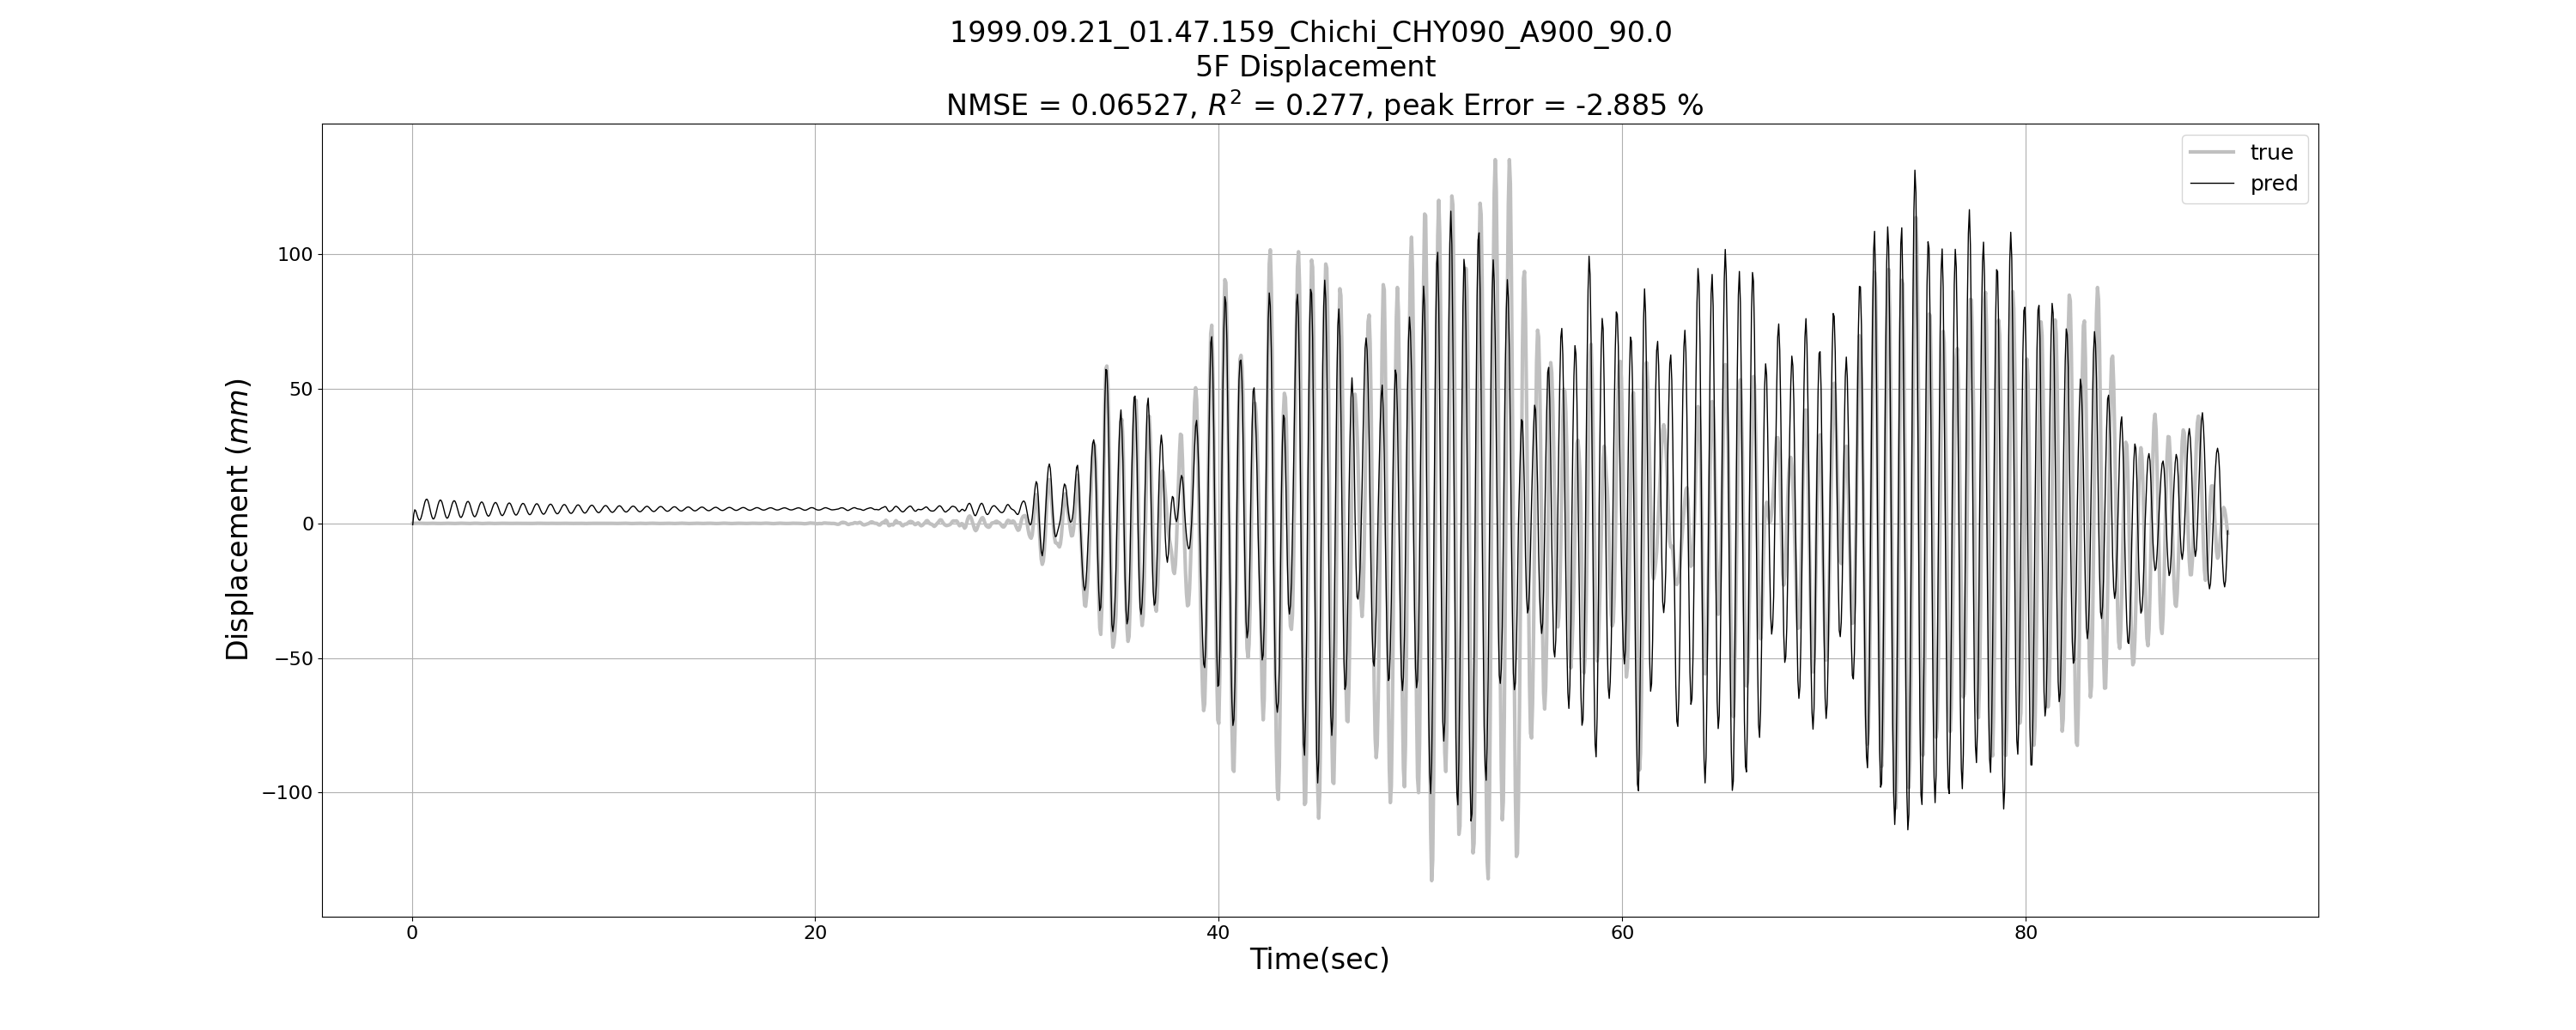 1999.09.21_01.47.159_Chichi_CHY090_A900_90.0
5F Displacement
NMSE = 0.06527, R² = 0.277, peak Error = -2.885 %
true
pred
Displacement (mm)
100
50
0
−50
−100
0 20 40 60 80
Time(sec)